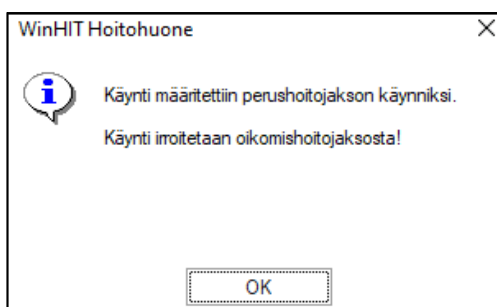 WinHIT Hoitohuone
Käynti määritettiin perushoitojakson käynniksi.
Käynti irroitetaan oikomishoitojaksosta!
OK